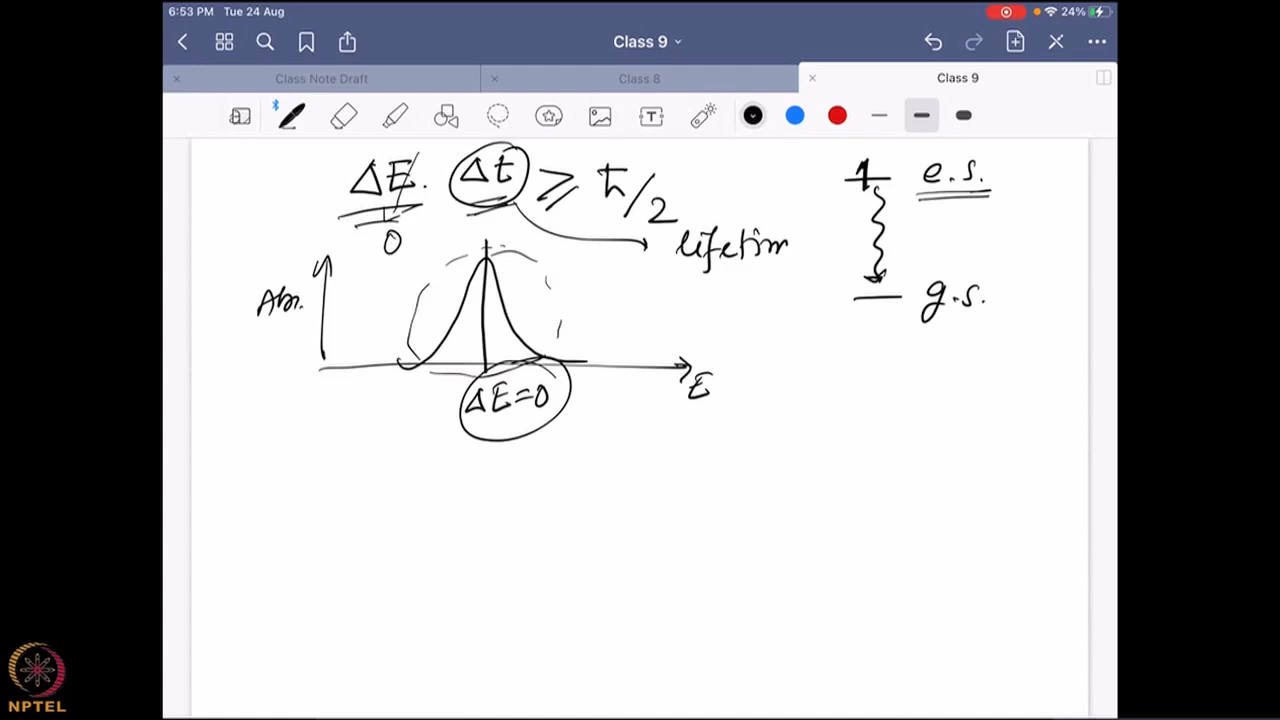 6:53 PM Tue 24 Aug 24%
Class 9
Class Note Draft Class 8 Class 9
T
ΔE. Δt ≥ ℏ/2
0
lifetim
e.s.
g.s.
Abs.
E
ΔE=0
NPTEL